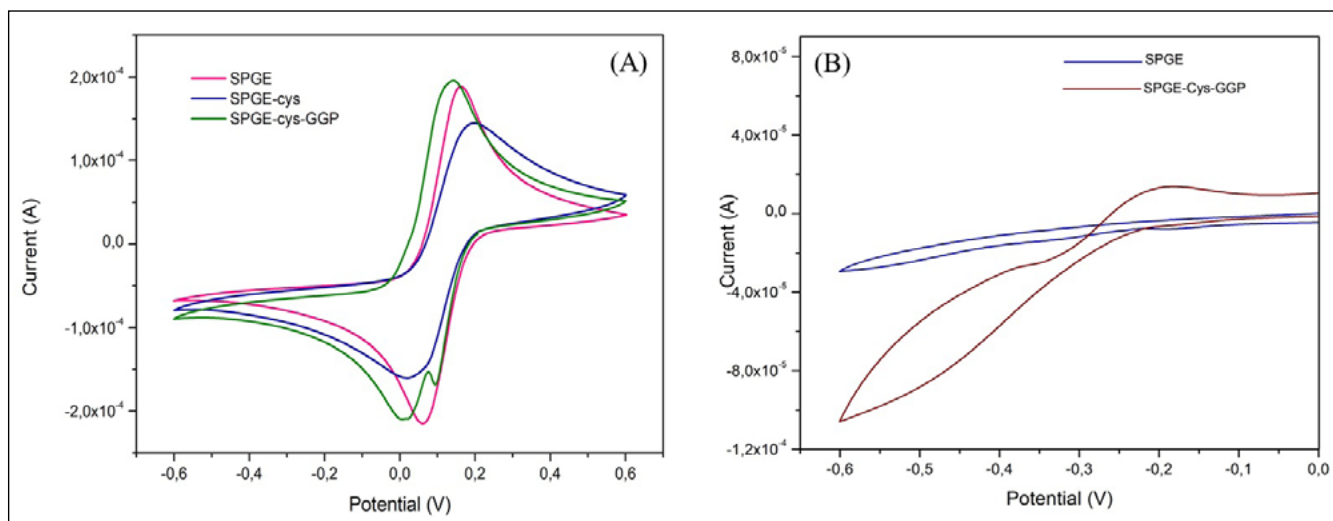 (A)
SPGE
SPGE-cys
SPGE-cys-GGP
2,0x10⁻⁴
1,0x10⁻⁴
0,0
-1,0x10⁻⁴
-2,0x10⁻⁴
Current (A)
-0,6
-0,4
-0,2
0,0
0,2
0,4
0,6
Potential (V)
(B)
SPGE
SPGE-Cys-GGP
8,0x10⁻⁵
4,0x10⁻⁵
0,0
-4,0x10⁻⁵
-8,0x10⁻⁵
-1,2x10⁻⁴
Current (A)
-0,6
-0,5
-0,4
-0,3
-0,2
-0,1
0,0
Potential (V)